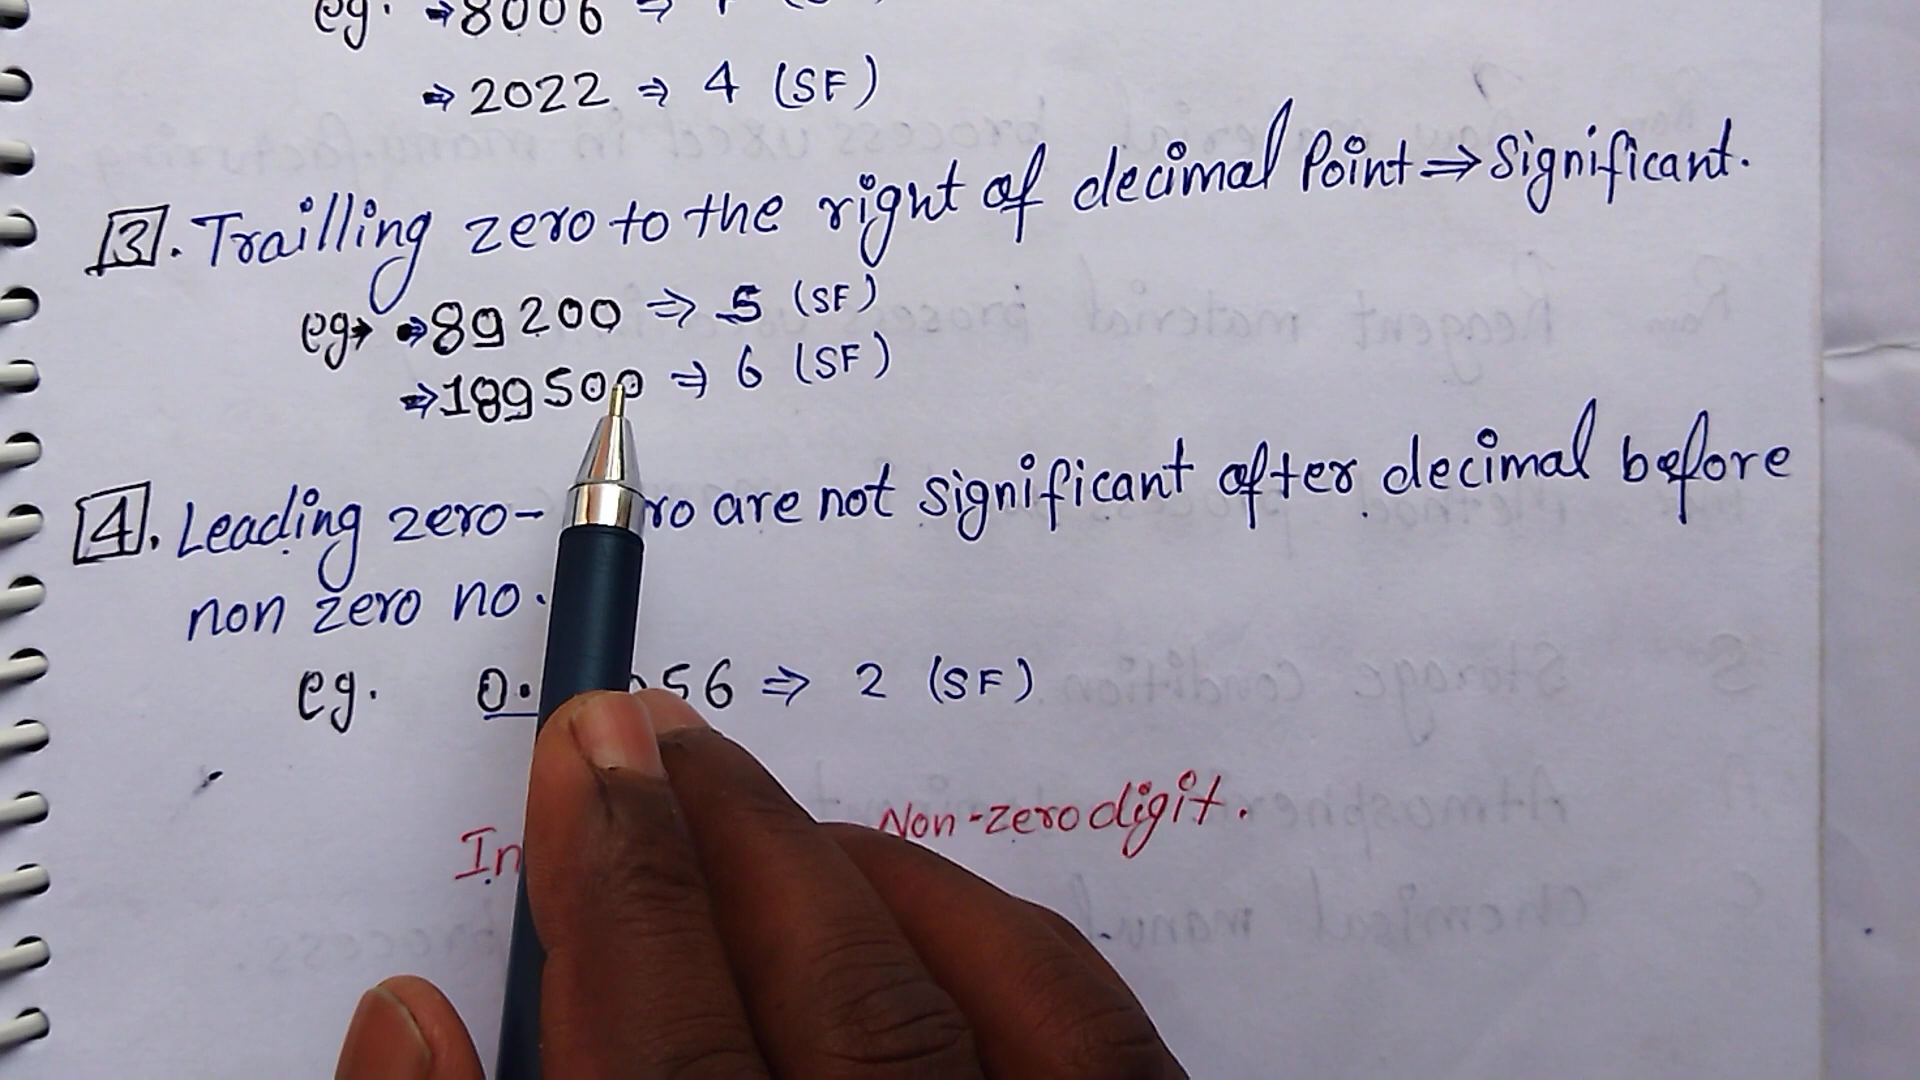 eg. → 8006 ⇒
→ 2022 ⇒ 4 (SF)
3. Trailling zero to the right of decimal Point ⇒ Significant.
eg → → 89200 ⇒ 5 (SF)
→ 189500 ⇒ 6 (SF)
4. Leading zero - are not significant after decimal before
non zero no.
eg. 0. 56 ⇒ 2 (SF)
Non-zero digit.